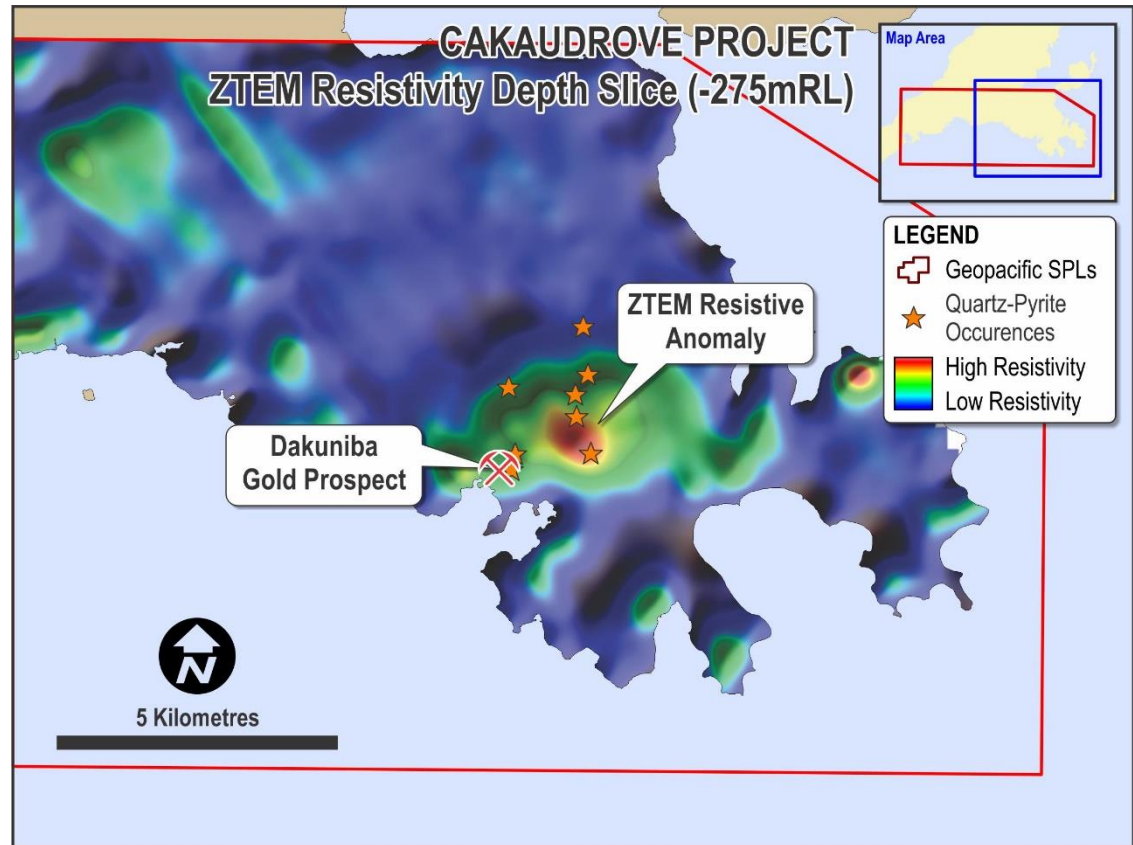 CAKAUDROVE PROJECT
ZTEM Resistivity Depth Slice (-275mRL)
Map Area
LEGEND
Geopacific SPLs
Quartz-Pyrite
Occurences
High Resistivity
Low Resistivity
ZTEM Resistive
Anomaly
Dakuniba
Gold Prospect
N
5 Kilometres